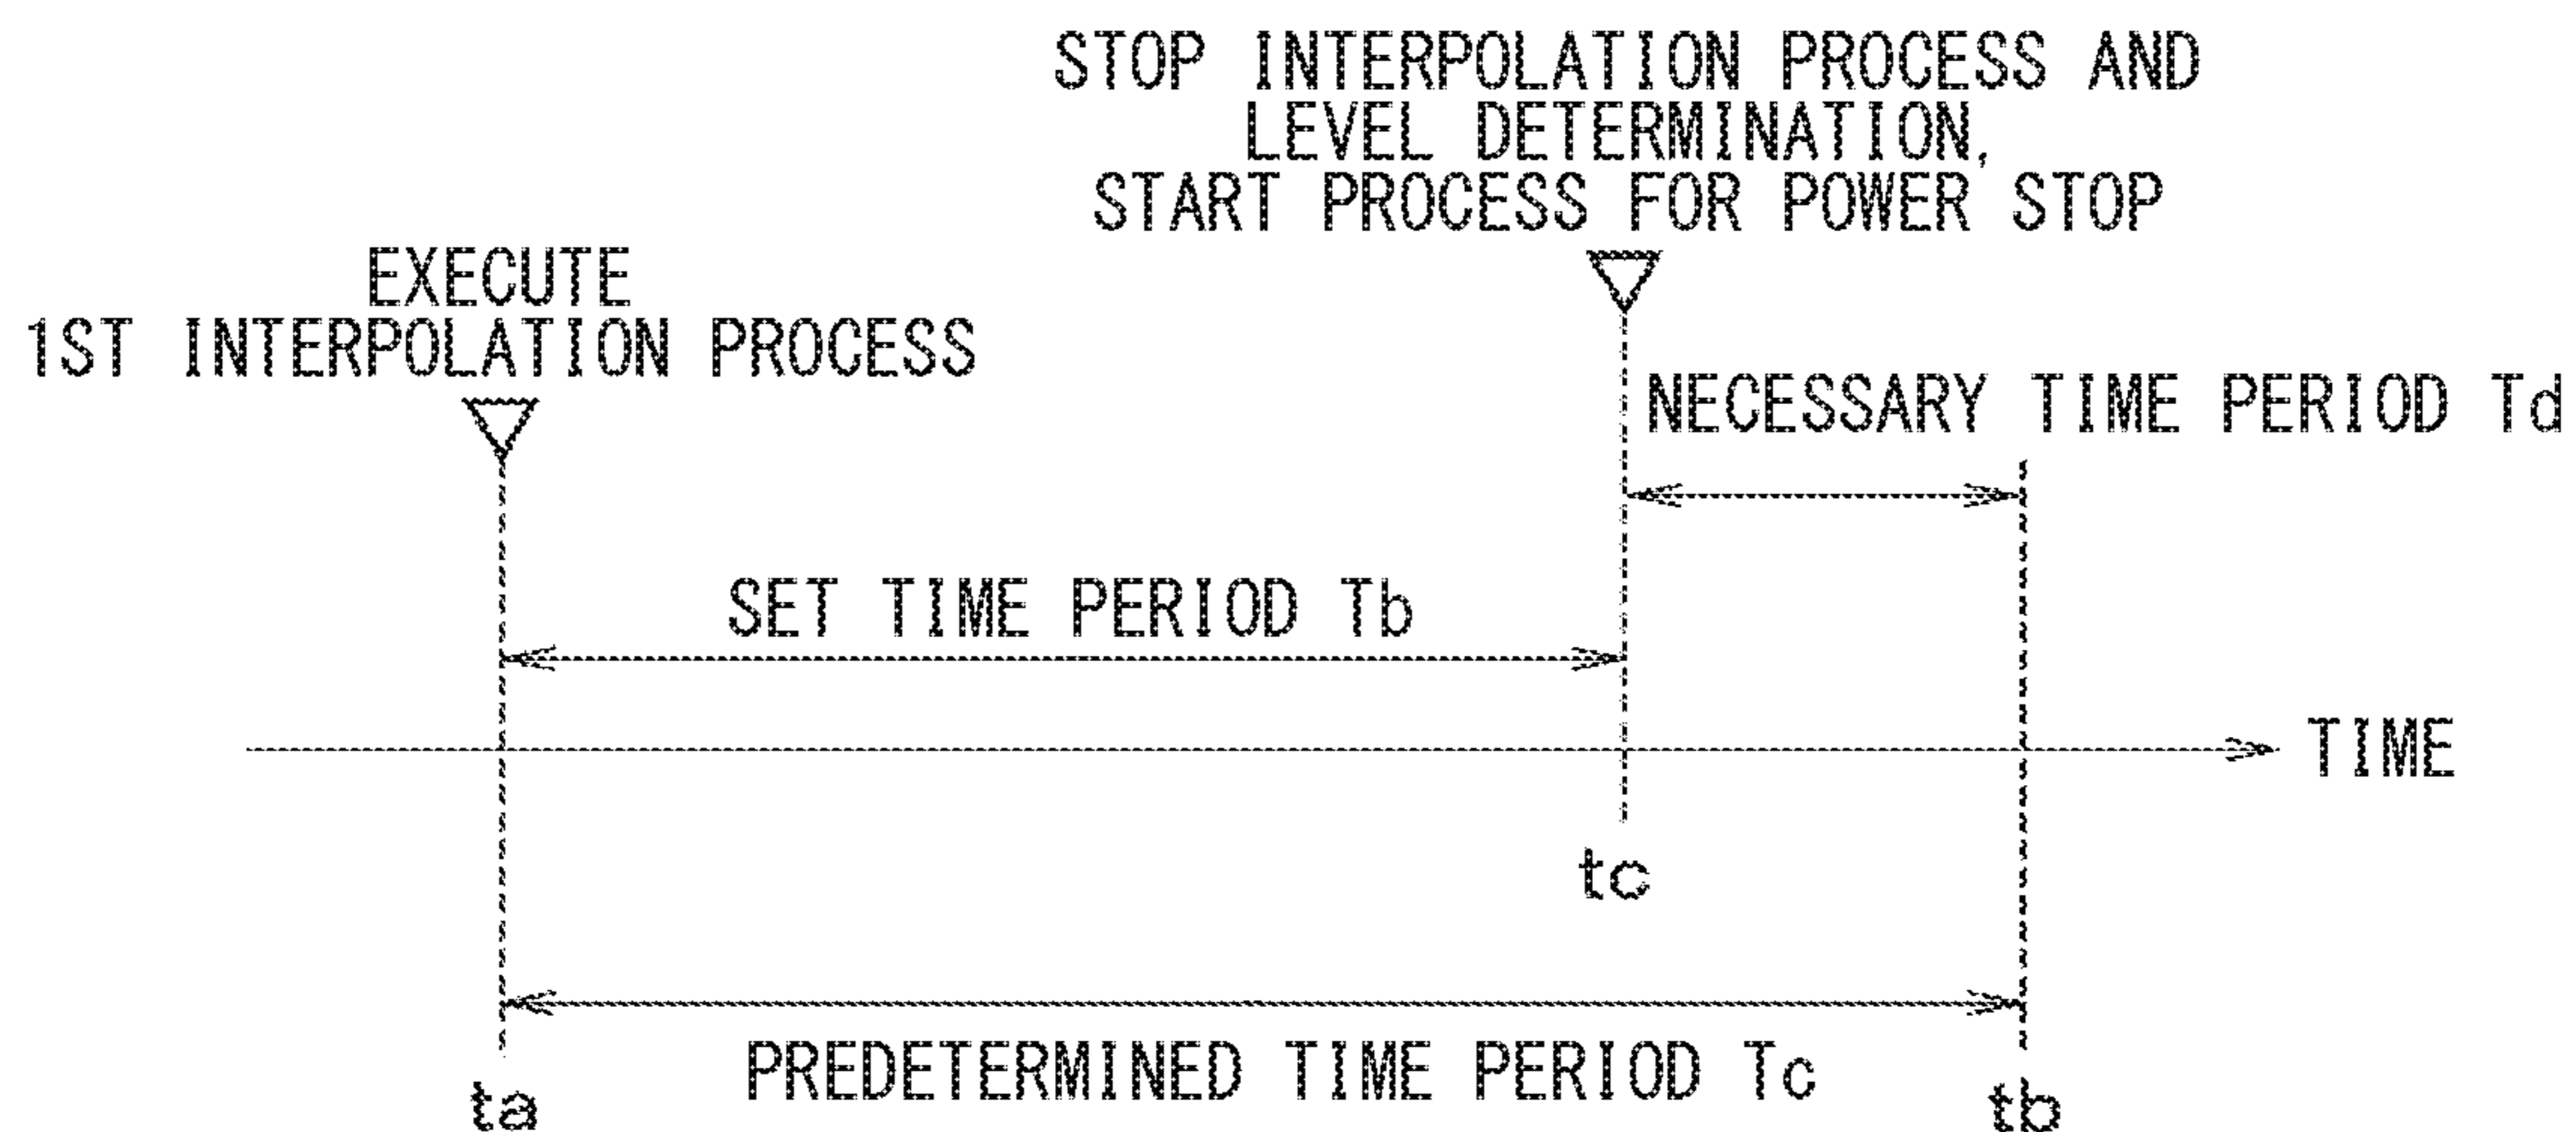 STOP INTERPOLATION PROCESS AND
LEVEL DETERMINATION,
START PROCESS FOR POWER STOP
EXECUTE
1ST INTERPOLATION PROCESS
NECESSARY TIME PERIOD Td
SET TIME PERIOD Tb
TIME
tc
PREDETERMINED TIME PERIOD Tc
ta
tb